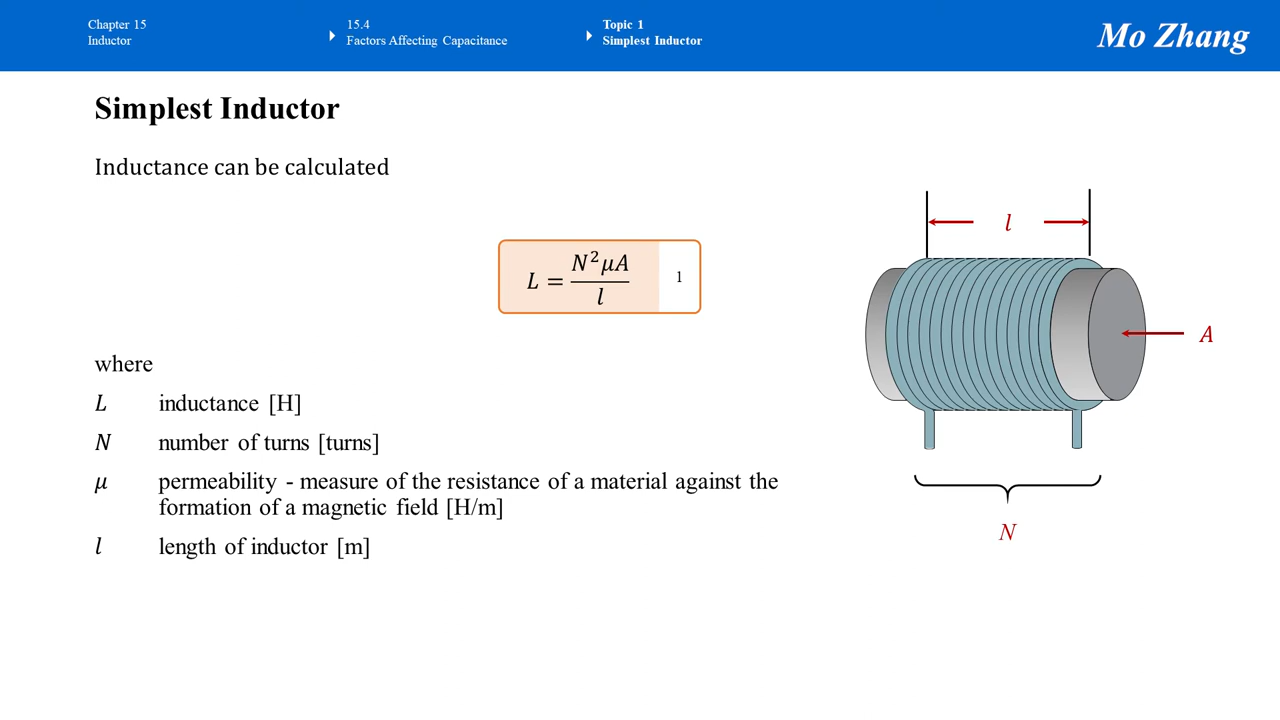 Chapter 15
Inductor
15.4
Factors Affecting Capacitance
Topic 1
Simplest Inductor
Mo Zhang
Simplest Inductor
Inductance can be calculated
L = N²μA / l
1
where
L inductance [H]
N number of turns [turns]
μ permeability - measure of the resistance of a material against the
formation of a magnetic field [H/m]
l length of inductor [m]
l
A
N